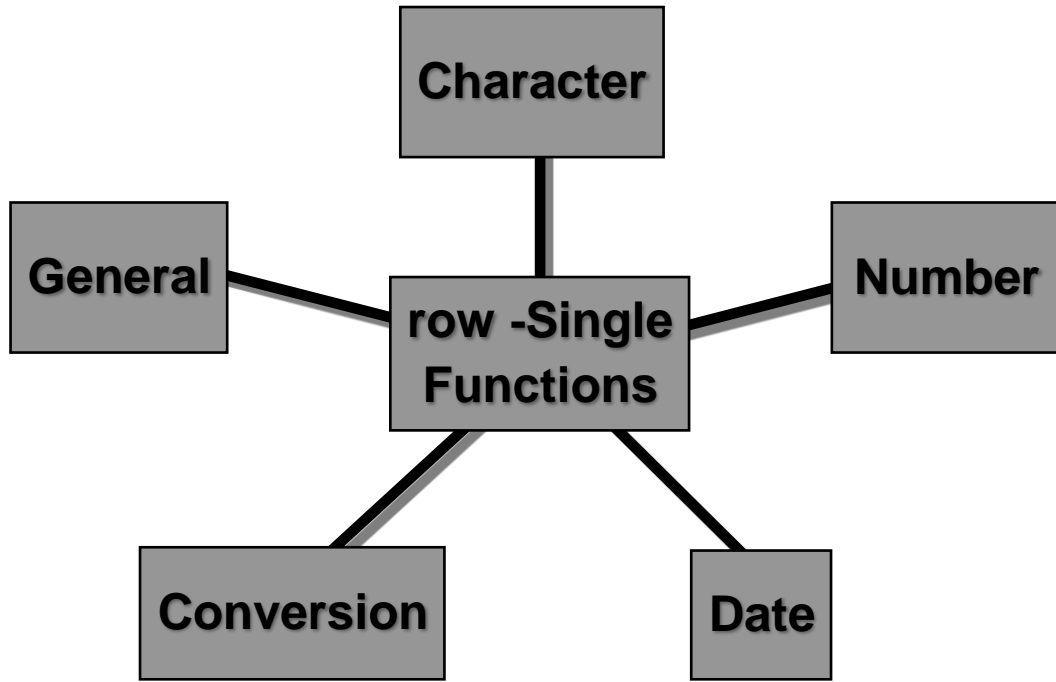 Character
General
Number
row -Single
Functions
Conversion
Date